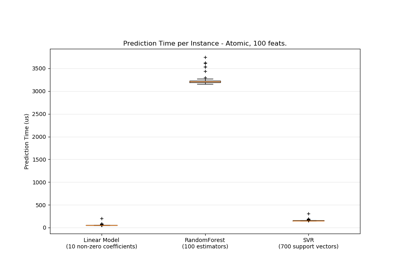 Prediction Time per Instance - Atomic, 100 feats.
Prediction Time (us)
3500
3000
2500
2000
1500
1000
500
0
Linear Model
(10 non-zero coefficients)
RandomForest
(100 estimators)
SVR
(700 support vectors)